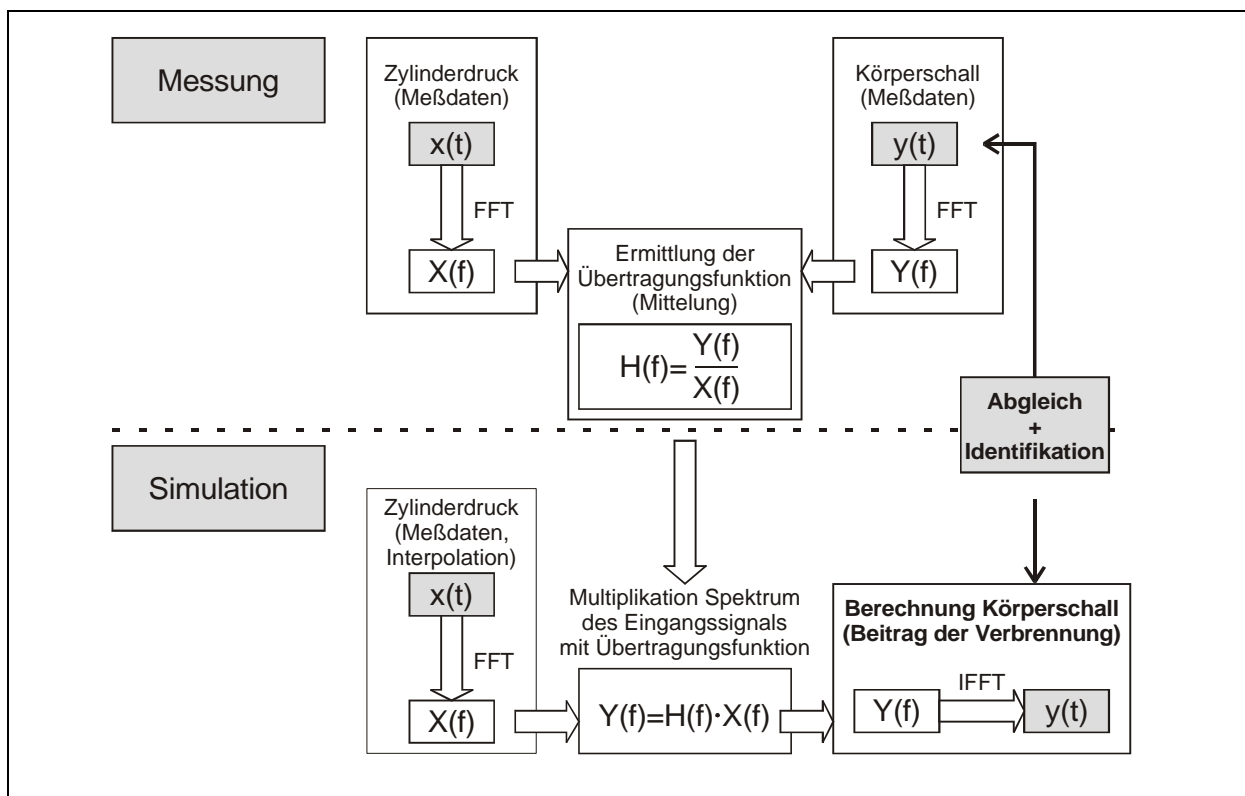 Messung
Zylinderdruck
(Meßdaten)
x(t)
FFT
X(f)
Körperschall
(Meßdaten)
y(t)
FFT
Y(f)
Ermittlung der
Übertragungsfunktion
(Mittelung)
H(f)=
Y(f)
X(f)
Abgleich
+
Identifikation
Simulation
Zylinderdruck
(Meßdaten,
Interpolation)
x(t)
FFT
X(f)
Multiplikation Spektrum
des Eingangssignals
mit Übertragungsfunktion
Y(f)=H(f)·X(f)
Berechnung Körperschall
(Beitrag der Verbrennung)
Y(f)
IFFT
y(t)